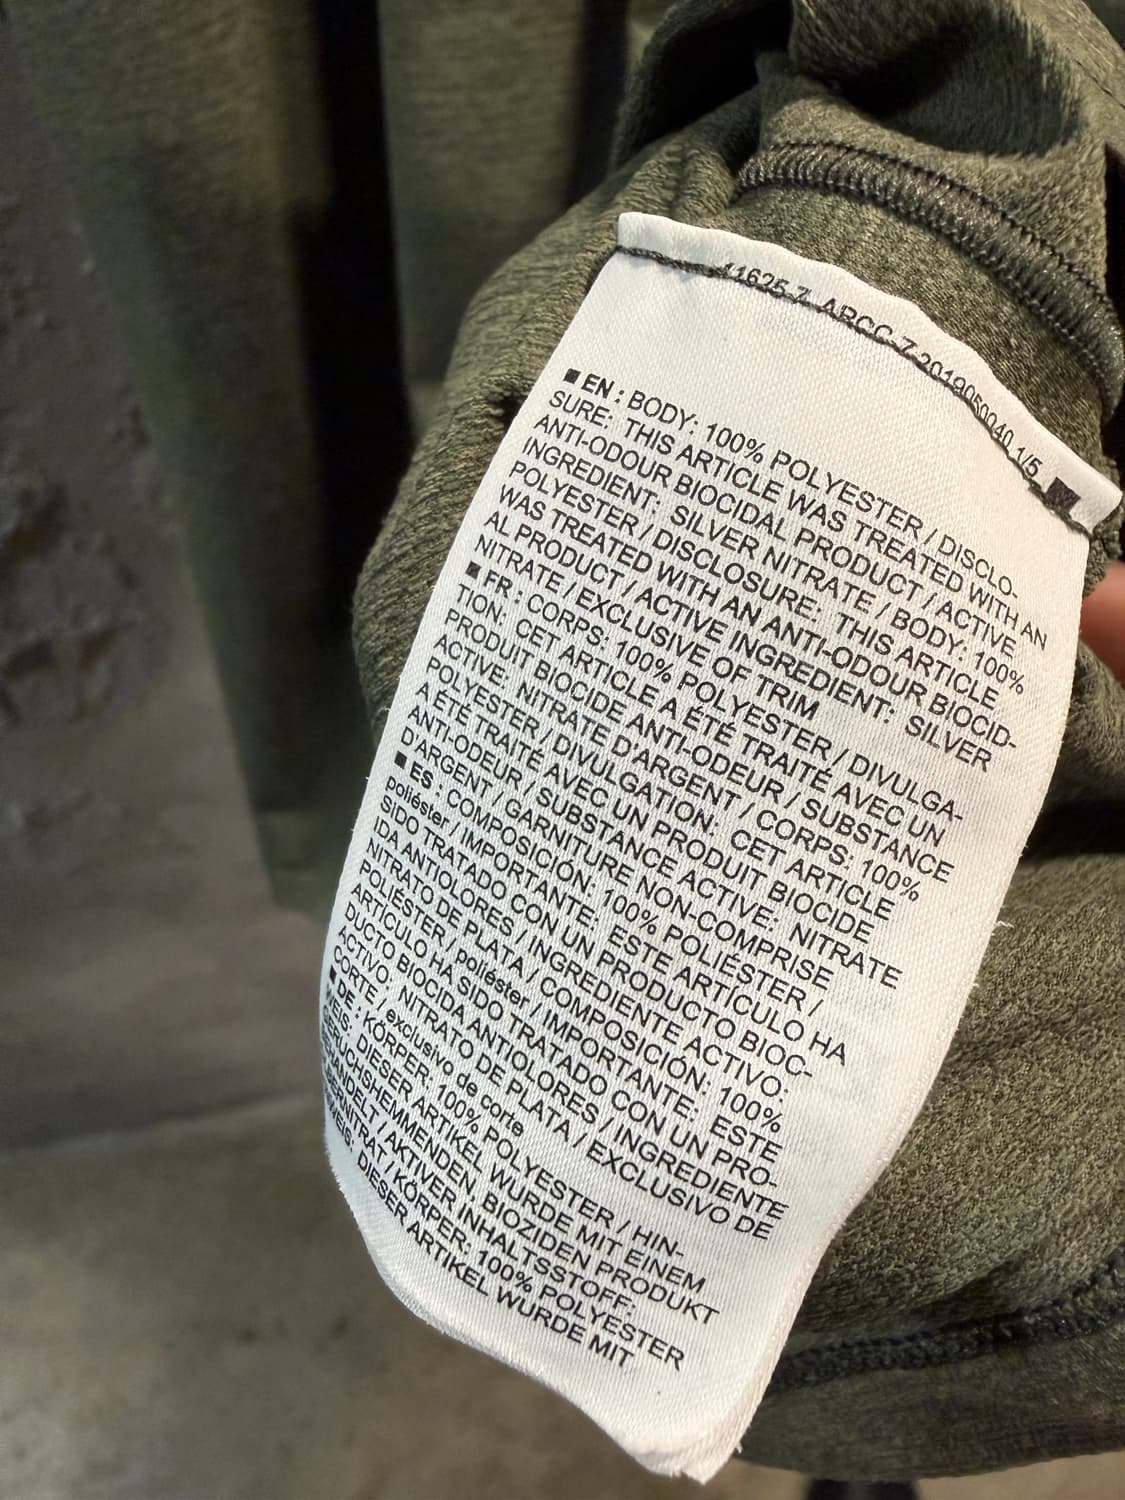 11625-7 ARCC-7 2019050040 1/5
EN : BODY: 100% POLYESTER / DISCLO-
SURE: THIS ARTICLE WAS TREATED WITH AN
ANTI-ODOUR BIOCIDAL PRODUCT / ACTIVE
INGREDIENT: SILVER NITRATE / BODY: 100%
POLYESTER / DISCLOSURE: THIS ARTICLE
WAS TREATED WITH AN ANTI-ODOUR BIOCID-
AL PRODUCT / ACTIVE INGREDIENT: SILVER
NITRATE / EXCLUSIVE OF TRIM
FR : CORPS: 100% POLYESTER / DIVULGA-
TION: CET ARTICLE A ÉTÉ TRAITÉ AVEC UN
PRODUIT BIOCIDE ANTI-ODEUR / SUBSTANCE
ACTIVE: NITRATE D'ARGENT / CORPS: 100%
POLYESTER / DIVULGATION: CET ARTICLE
A ÉTÉ TRAITÉ AVEC UN PRODUIT BIOCIDE
ANTI-ODEUR / SUBSTANCE ACTIVE: NITRATE
D'ARGENT / GARNITURE NON-COMPRISE
ES : COMPOSICIÓN: 100% POLIÉSTER /
poliéster / IMPORTANTE: ESTE ARTÍCULO HA
SIDO TRATADO CON UN PRODUCTO BIOC-
IDA ANTIOLORES / INGREDIENTE ACTIVO:
NITRATO DE PLATA / COMPOSICIÓN: 100%
POLIÉSTER / poliéster / IMPORTANTE: ESTE
ARTÍCULO HA SIDO TRATADO CON UN PRO-
DUCTO BIOCIDA ANTIOLORES / INGREDIENTE
ACTIVO: NITRATO DE PLATA / EXCLUSIVO DE
CORTE / exclusivo de corte
DE : KÖRPER: 100% POLYESTER / HIN-
WEIS: DIESER ARTIKEL WURDE MIT EINEM
GERUCHSHEMMENDEN, BIOZIDEN PRODUKT
BEHANDELT / AKTIVER INHALTSSTOFF:
/ KÖRPER: 100% POLYESTER
DIESER ARTIKEL WURDE MIT